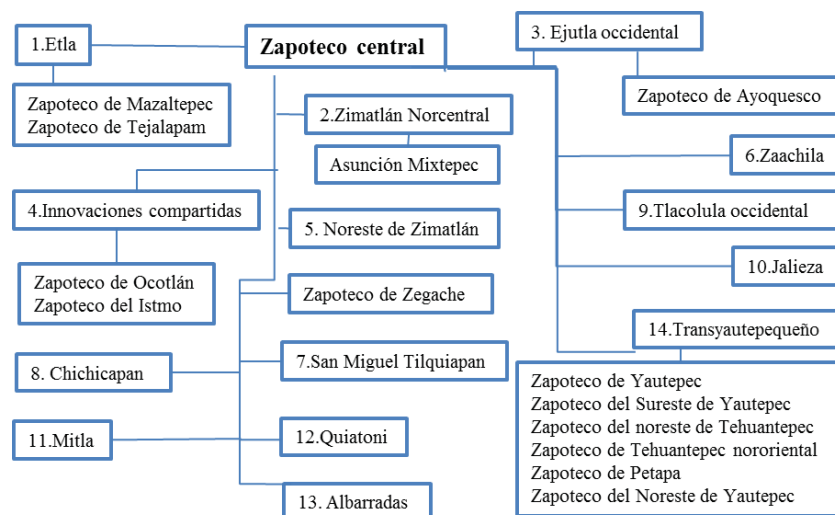 1.Etla
Zapoteco central
3. Ejutla occidental
Zapoteco de Mazaltepec
Zapoteco de Tejalapam
Zapoteco de Ayoquesco
2.Zimatlán Norcentral
Asunción Mixtepec
6.Zaachila
4.Innovaciones compartidas
9.Tlacolula occidental
5. Noreste de Zimatlán
10.Jalieza
Zapoteco de Ocotlán
Zapoteco del Istmo
Zapoteco de Zegache
14.Transyautepequeño
8. Chichicapan
7.San Miguel Tilquiapan
Zapoteco de Yautepec
Zapoteco del Sureste de Yautepec
Zapoteco del noreste de Tehuantepec
Zapoteco de Tehuantepec nororiental
Zapoteco de Petapa
Zapoteco del Noreste de Yautepec
11.Mitla
12.Quiatoni
13. Albarradas